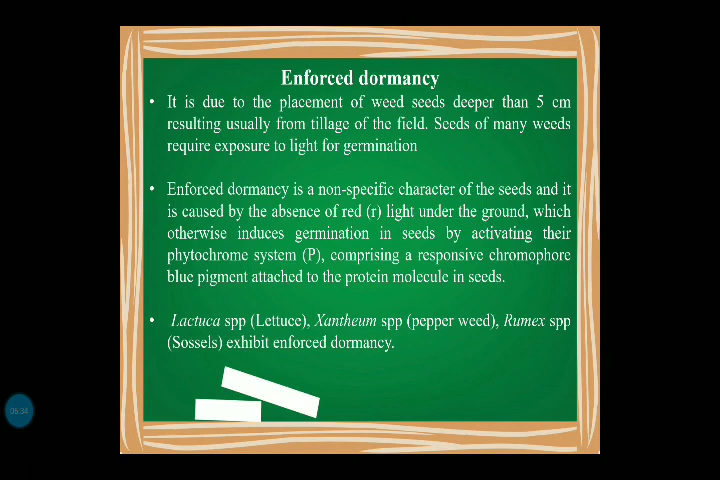 Enforced dormancy
• It is due to the placement of weed seeds deeper than 5 cm
resulting usually from tillage of the field. Seeds of many weeds
require exposure to light for germination
• Enforced dormancy is a non-specific character of the seeds and it
is caused by the absence of red (r) light under the ground, which
otherwise induces germination in seeds by activating their
phytochrome system (P), comprising a responsive chromophore
blue pigment attached to the protein molecule in seeds.
• Lactuca spp (Lettuce), Xantheum spp (pepper weed), Rumex spp
(Sossels) exhibit enforced dormancy.